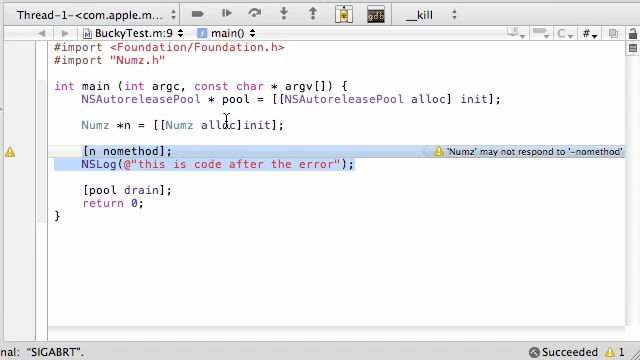 Thread-1-<com.apple.m... __kill
BuckyTest.m:9 main() C #
#import <Foundation/Foundation.h>
#import "Numz.h"
int main (int argc, const char * argv[]) {
NSAutoreleasePool * pool = [[NSAutoreleasePool alloc] init];
Numz *n = [[Numz alloc]init];
[n nomethod]; 'Numz' may not respond to '-nomethod'
NSLog(@"this is code after the error");
[pool drain];
return 0;
}
nal: "SIGABRT". Succeeded 1